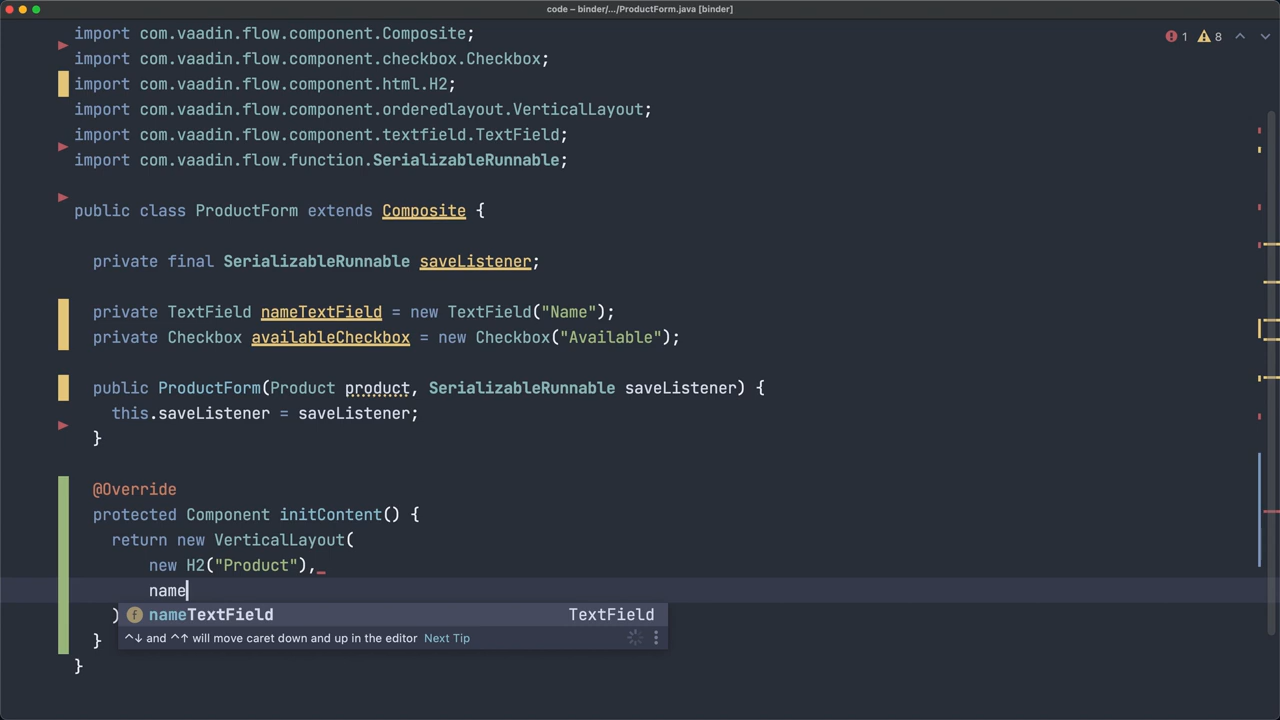 code – binder/.../ProductForm.java [binder]
import com.vaadin.flow.component.Composite;
1 8
import com.vaadin.flow.component.checkbox.Checkbox;
import com.vaadin.flow.component.html.H2;
import com.vaadin.flow.component.orderedlayout.VerticalLayout;
import com.vaadin.flow.component.textfield.TextField;
import com.vaadin.flow.function.SerializableRunnable;
public class ProductForm extends Composite {
private final SerializableRunnable saveListener;
private TextField nameTextField = new TextField("Name");
private Checkbox availableCheckbox = new Checkbox("Available");
public ProductForm(Product product, SerializableRunnable saveListener) {
this.saveListener = saveListener;
}
@Override
protected Component initContent() {
return new VerticalLayout(
new H2("Product"),
name
) nameTextField TextField
^↓ and ^↑ will move caret down and up in the editor Next Tip
}
}